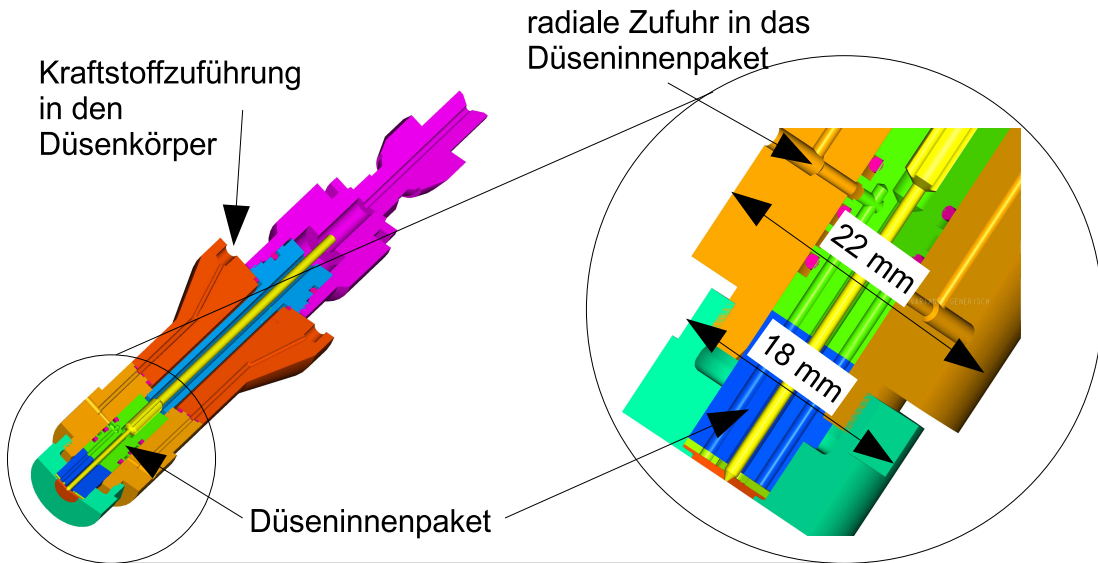 radiale Zufuhr in das
Düseninnenpaket
Kraftstoffzuführung
in den
Düsenkörper
22 mm
18 mm
Düseninnenpaket